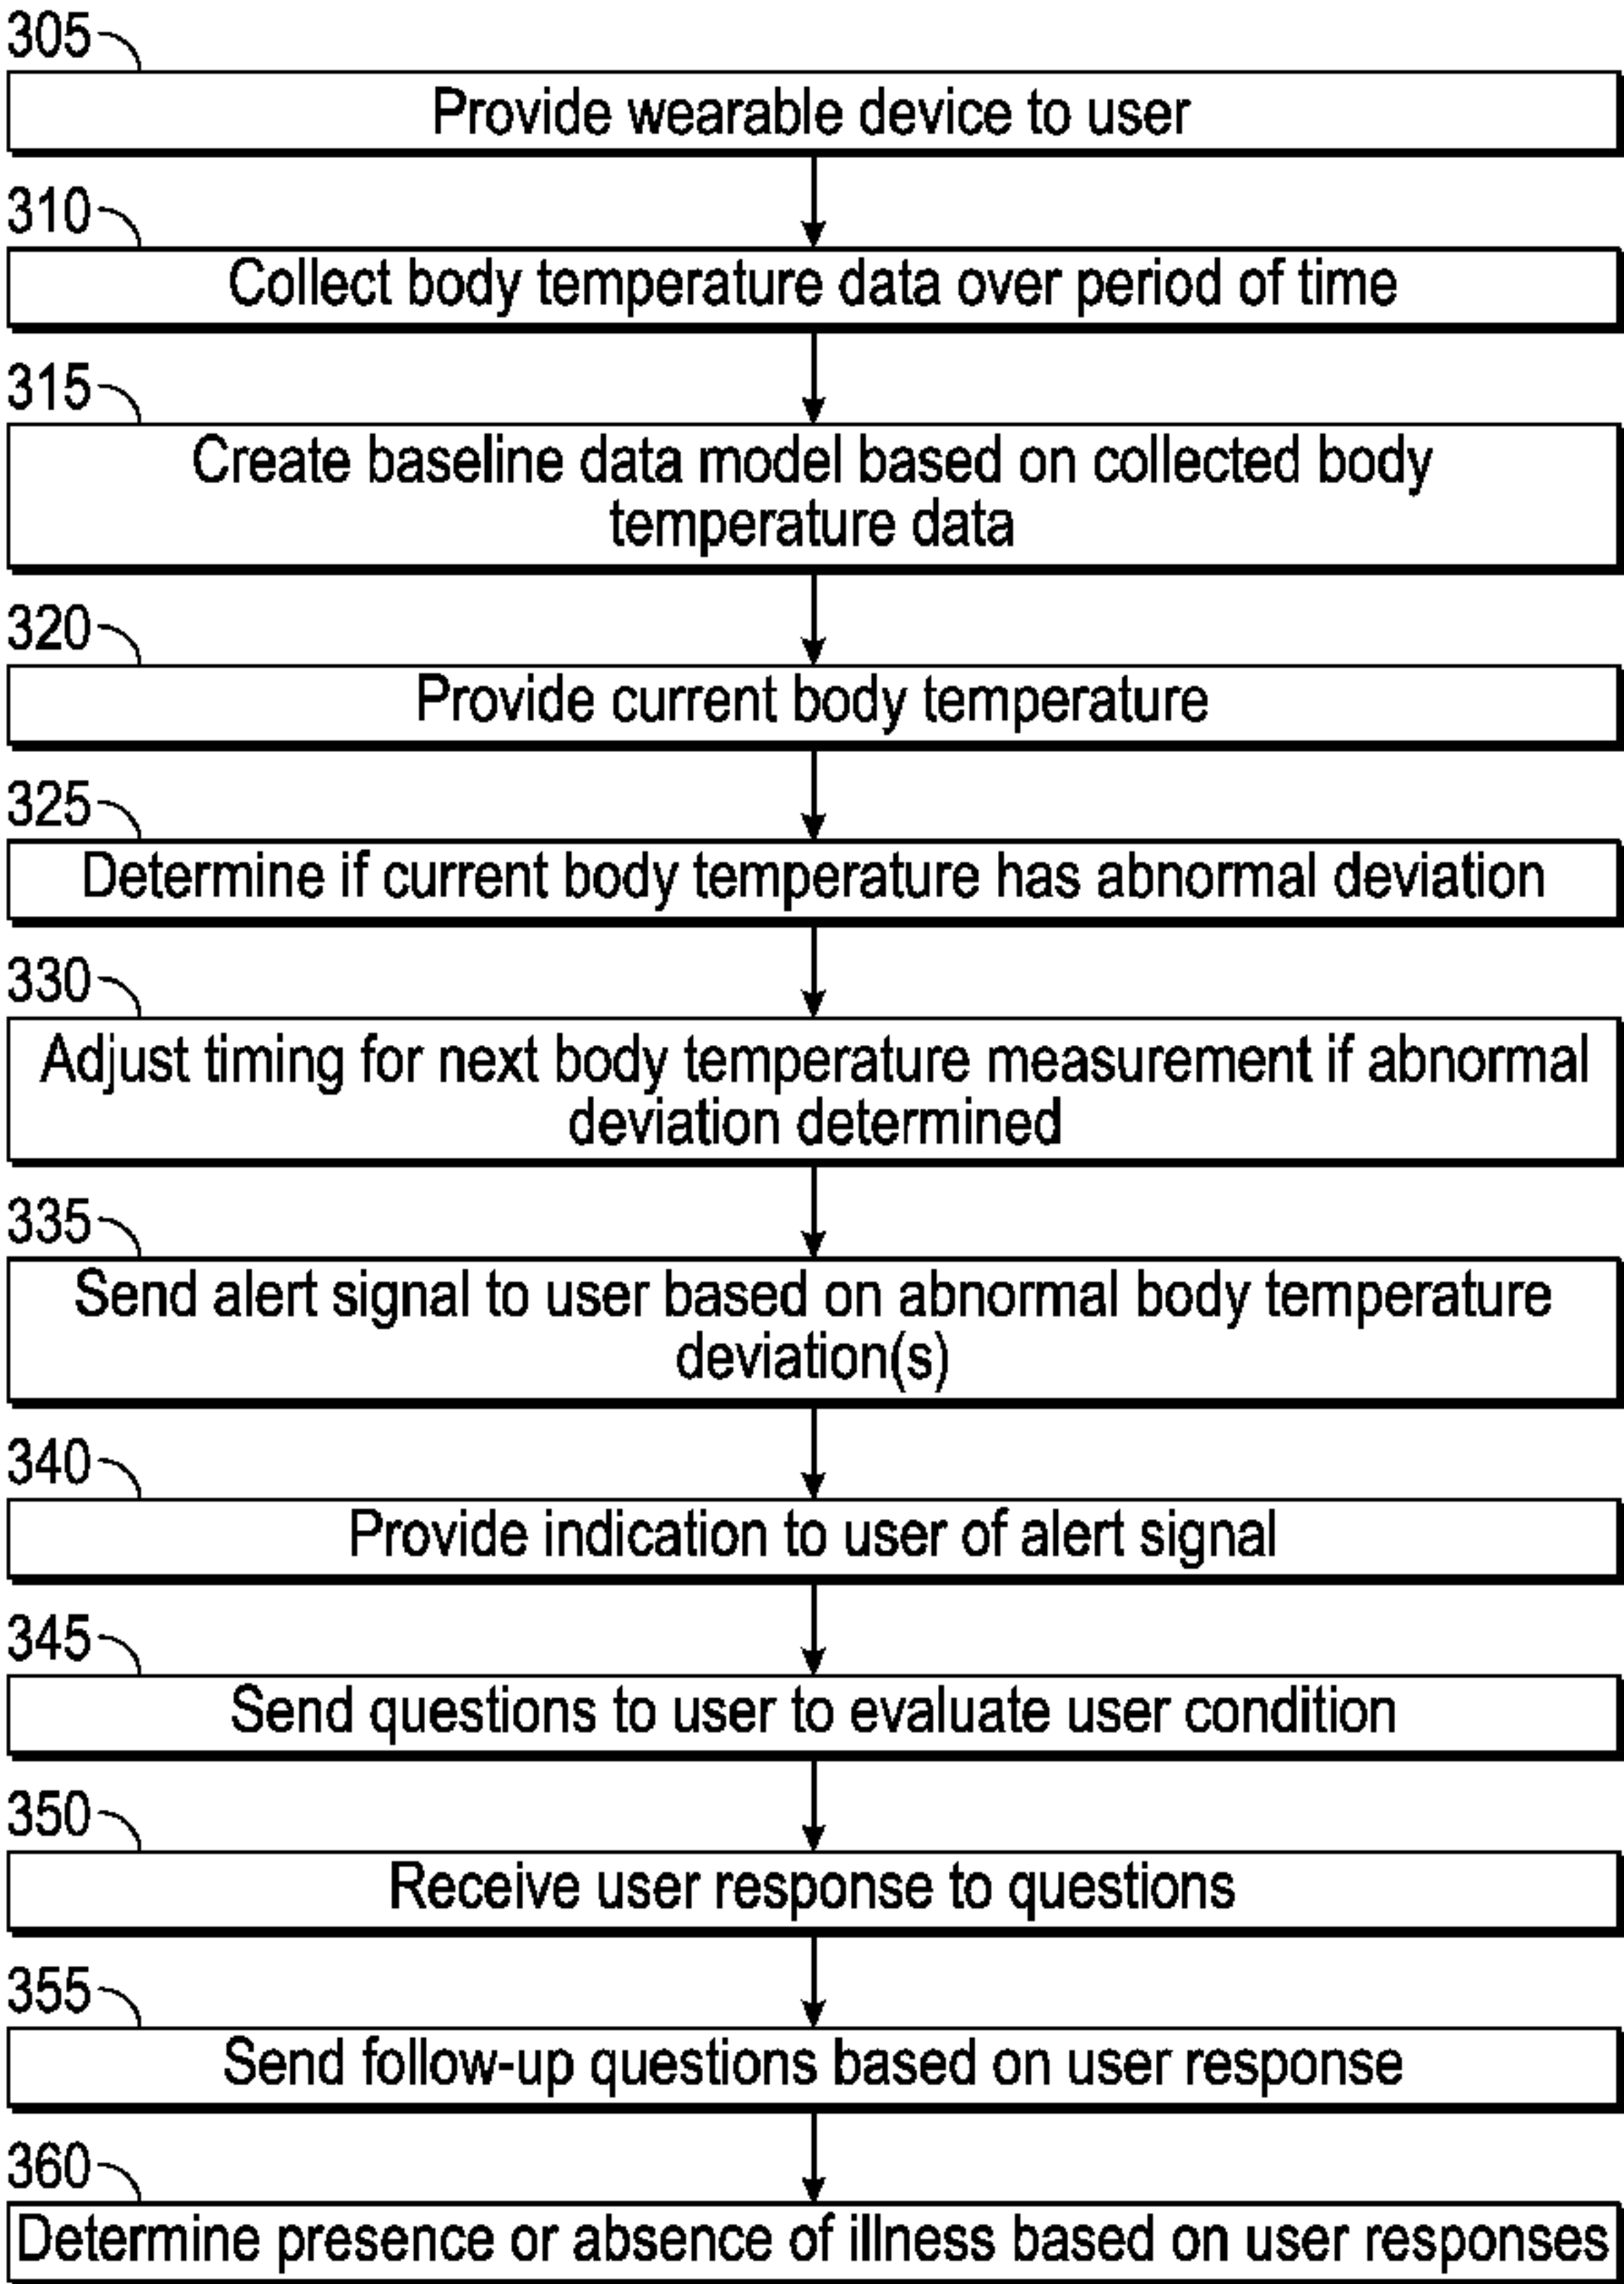 305
Provide wearable device to user
310
Collect body temperature data over period of time
315
Create baseline data model based on collected body
temperature data
320
Provide current body temperature
325
Determine if current body temperature has abnormal deviation
330
Adjust timing for next body temperature measurement if abnormal
deviation determined
335
Send alert signal to user based on abnormal body temperature
deviation(s)
340
Provide indication to user of alert signal
345
Send questions to user to evaluate user condition
350
Receive user response to questions
355
Send follow-up questions based on user response
360
Determine presence or absence of illness based on user responses